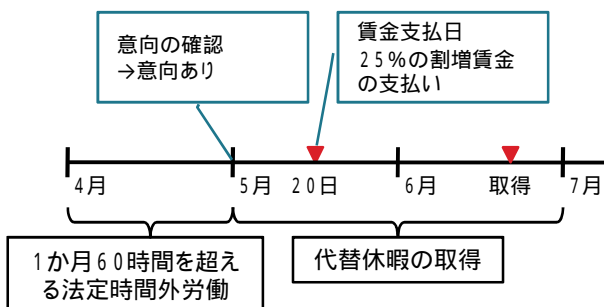 意向の確認
→意向あり
賃金支払日
25%の割増賃金
の支払い
4月
5月
20日
6月
取得
7月
1か月60時間を超え
る法定時間外労働
代替休暇の取得